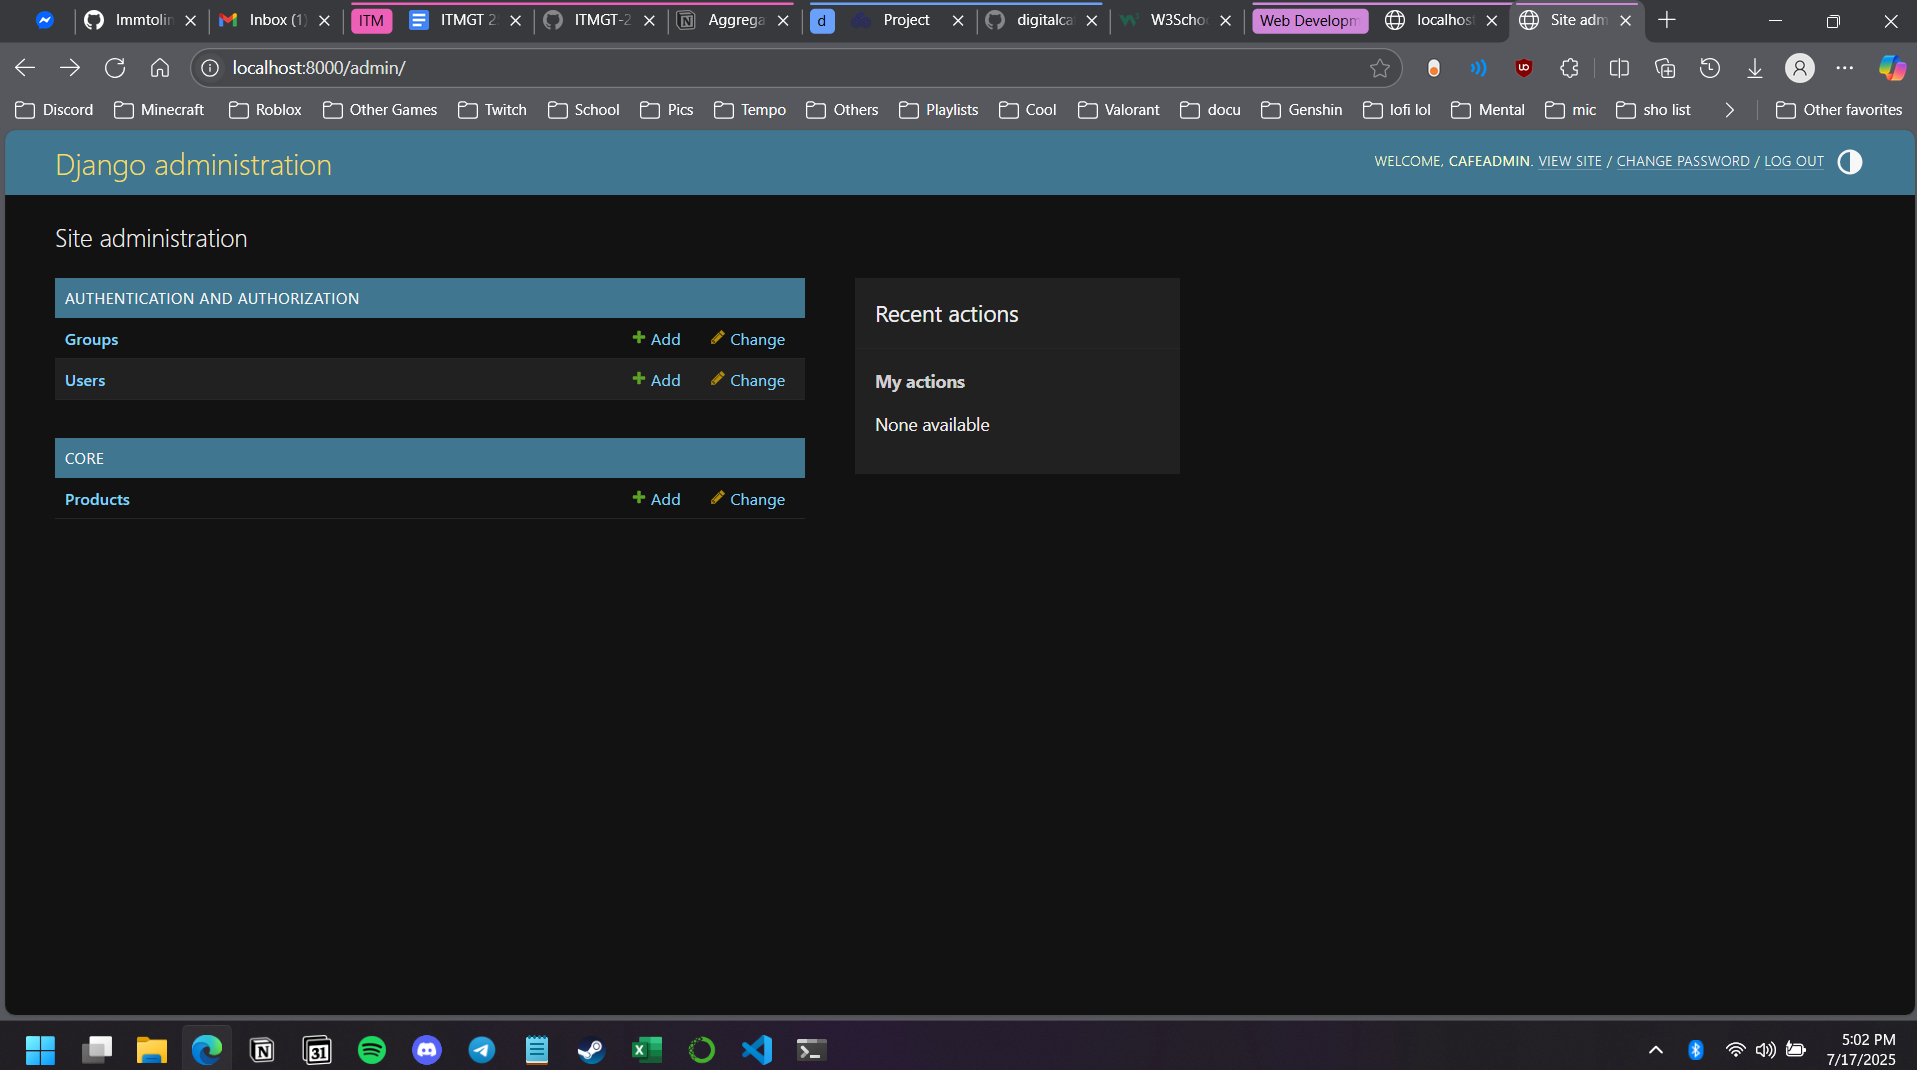 Immtolin
Inbox (1)
ITM
ITMGT 2
ITMGT-2
Aggrega
d
Project
digitalca
W3Scho
Web Developm
localhost
Site adm
localhost:8000/admin/
Discord
Minecraft
Roblox
Other Games
Twitch
School
Pics
Tempo
Others
Playlists
Cool
Valorant
docu
Genshin
lofi lol
Mental
mic
sho list
Other favorites
Django administration
WELCOME, CAFEADMIN. VIEW SITE / CHANGE PASSWORD / LOG OUT
Site administration
AUTHENTICATION AND AUTHORIZATION
Groups Add Change
Users Add Change
CORE
Products Add Change
Recent actions
My actions
None available
31
5:02 PM
7/17/2025